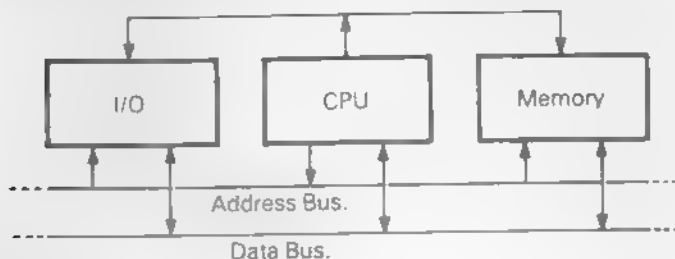 I/O
CPU
Memory
Address Bus.
Data Bus.